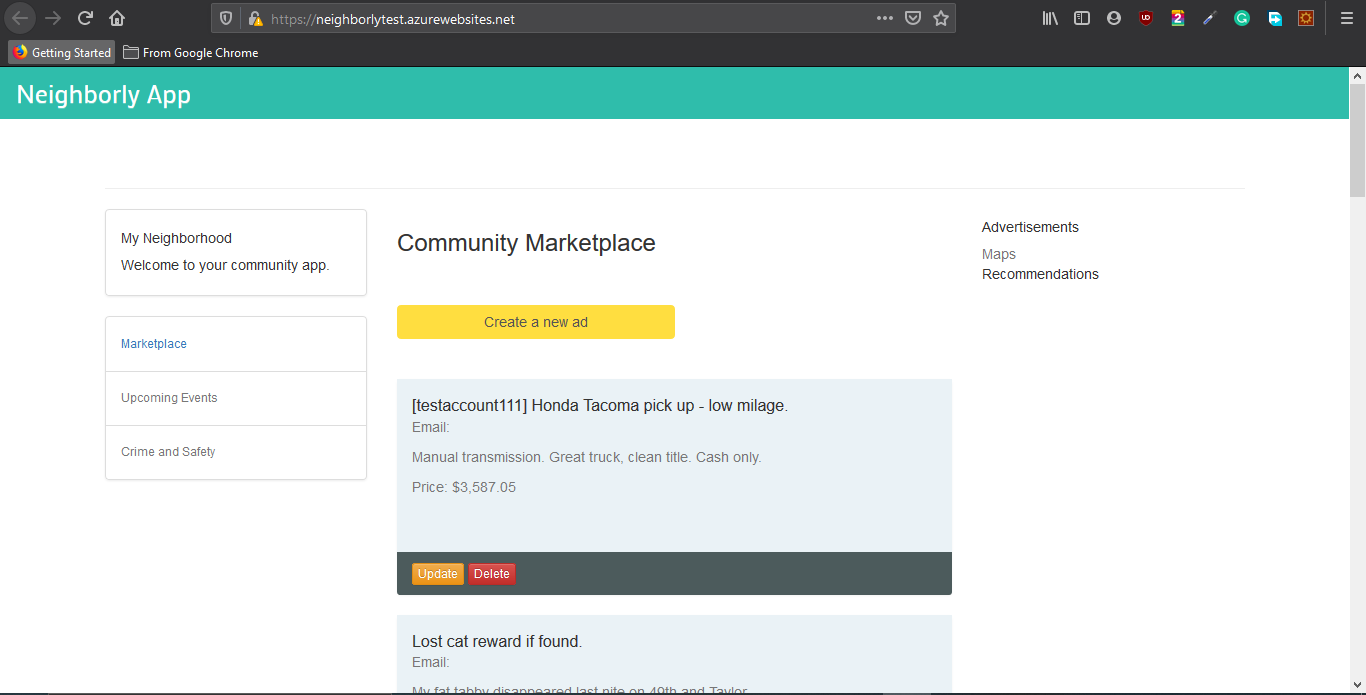 https://neighborlytest.azurewebsites.net
Getting Started
From Google Chrome
Neighborly App
My Neighborhood
Welcome to your community app.
Marketplace
Upcoming Events
Crime and Safety
Community Marketplace
Create a new ad
[testaccount111] Honda Tacoma pick up - low milage.
Email:
Manual transmission. Great truck, clean title. Cash only.
Price: $3,587.05
Update Delete
Lost cat reward if found.
Email:
My fat tabby disappeared last nite on 49th and Taylor
Advertisements
Maps
Recommendations